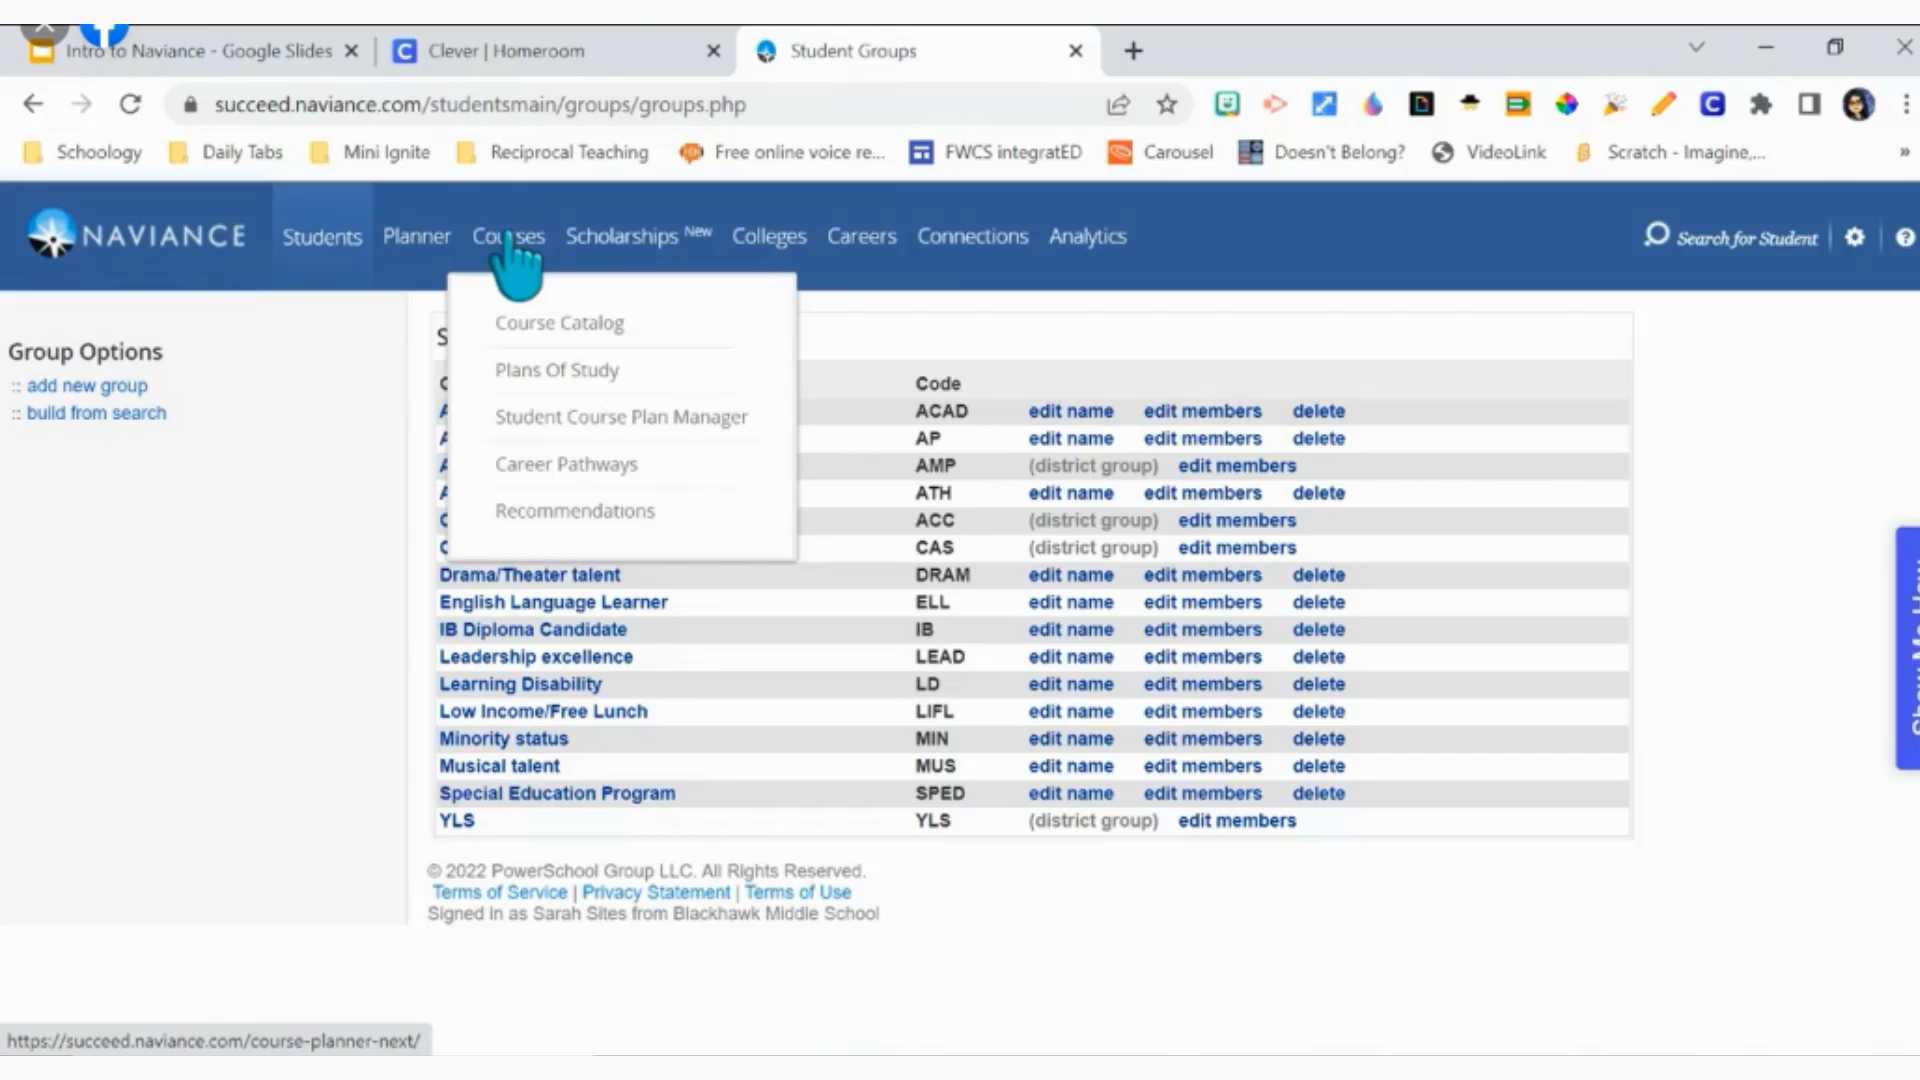 Intro to Naviance - Google Slides
Clever | Homeroom
Student Groups
succeed.naviance.com/studentsmain/groups/groups.php
Schoology
Daily Tabs
Mini Ignite
Reciprocal Teaching
Free online voice re...
FWCS integratED
Carousel
Doesn't Belong?
VideoLink
Scratch - Imagine,...
»
NAVIANCE
Students
Planner
Courses
Scholarships New
Colleges
Careers
Connections
Analytics
Search for Student
Group Options
:: add new group
:: build from search
Course Catalog
Plans Of Study
Student Course Plan Manager
Career Pathways
Recommendations
Code
ACAD edit name edit members delete
AP edit name edit members delete
AMP (district group) edit members
ATH edit name edit members delete
ACC (district group) edit members
CAS (district group) edit members
Drama/Theater talent DRAM edit name edit members delete
English Language Learner ELL edit name edit members delete
IB Diploma Candidate IB edit name edit members delete
Leadership excellence LEAD edit name edit members delete
Learning Disability LD edit name edit members delete
Low Income/Free Lunch LIFL edit name edit members delete
Minority status MIN edit name edit members delete
Musical talent MUS edit name edit members delete
Special Education Program SPED edit name edit members delete
YLS YLS (district group) edit members
© 2022 PowerSchool Group LLC. All Rights Reserved.
Terms of Service | Privacy Statement | Terms of Use
Signed in as Sarah Sites from Blackhawk Middle School
Show Me How
https://succeed.naviance.com/course-planner-next/